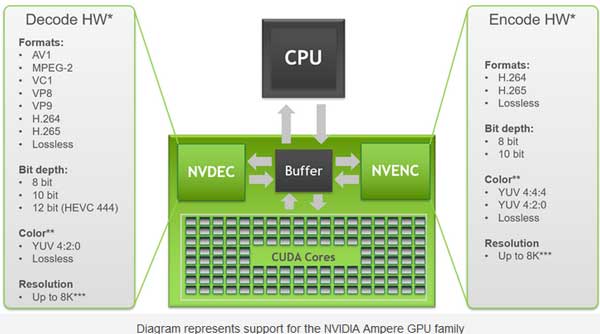 Decode HW*
Formats:
• AV1
• MPEG-2
• VC1
• VP8
• VP9
• H.264
• H.265
• Lossless
Bit depth:
• 8 bit
• 10 bit
• 12 bit (HEVC 444)
Color**
• YUV 4:2:0
• Lossless
Resolution
• Up to 8K***
CPU
NVDEC
Buffer
NVENC
CUDA Cores
Encode HW*
Formats:
• H.264
• H.265
• Lossless
Bit depth:
• 8 bit
• 10 bit
Color**
• YUV 4:4:4
• YUV 4:2:0
• Lossless
Resolution
• Up to 8K***
Diagram represents support for the NVIDIA Ampere GPU family